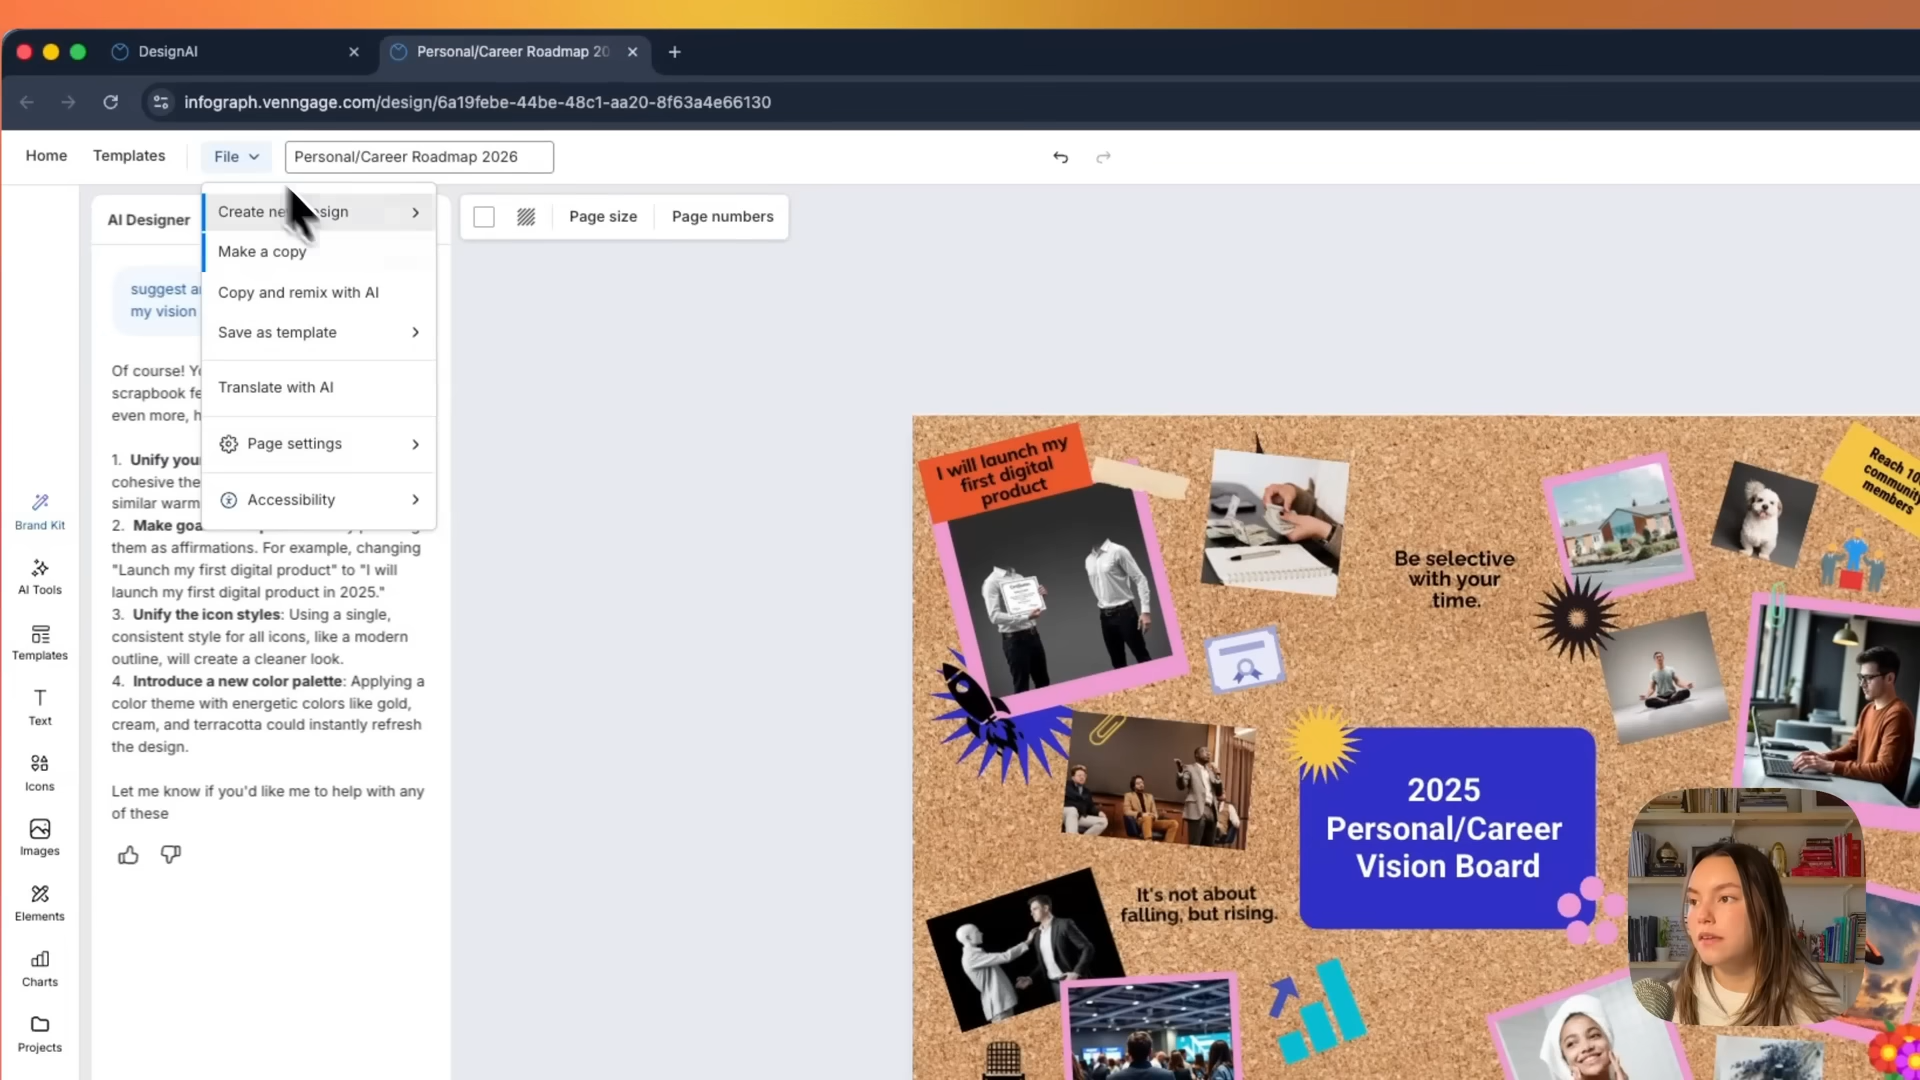 DesignAI
Personal/Career Roadmap 20
infograph.venngage.com/design/6a19febe-44be-48c1-aa20-8f63a4e66130
Home
Templates
File
Personal/Career Roadmap 2026
AI Designer
Create new design
Make a copy
Copy and remix with AI
Save as template
Translate with AI
Page settings
Accessibility
Page size
Page numbers
suggest
my vision
Of course!
scrapbook
even more,
1. Unify
cohesive
similar warm
2. Make
them as affirmations. For example, changing
"Launch my first digital product" to "I will
launch my first digital product in 2025."
3. Unify the icon styles: Using a single,
consistent style for all icons, like a modern
outline, will create a cleaner look.
4. Introduce a new color palette: Applying a
color theme with energetic colors like gold,
cream, and terracotta could instantly refresh
the design.
Let me know if you'd like me to help with any
of these
Brand Kit
AI Tools
Templates
Text
Icons
Images
Elements
Charts
Projects
I will launch my
first digital
product
Be selective
with your
time.
Reach 10
community
members
2025
Personal/Career
Vision Board
It's not about
falling, but rising.